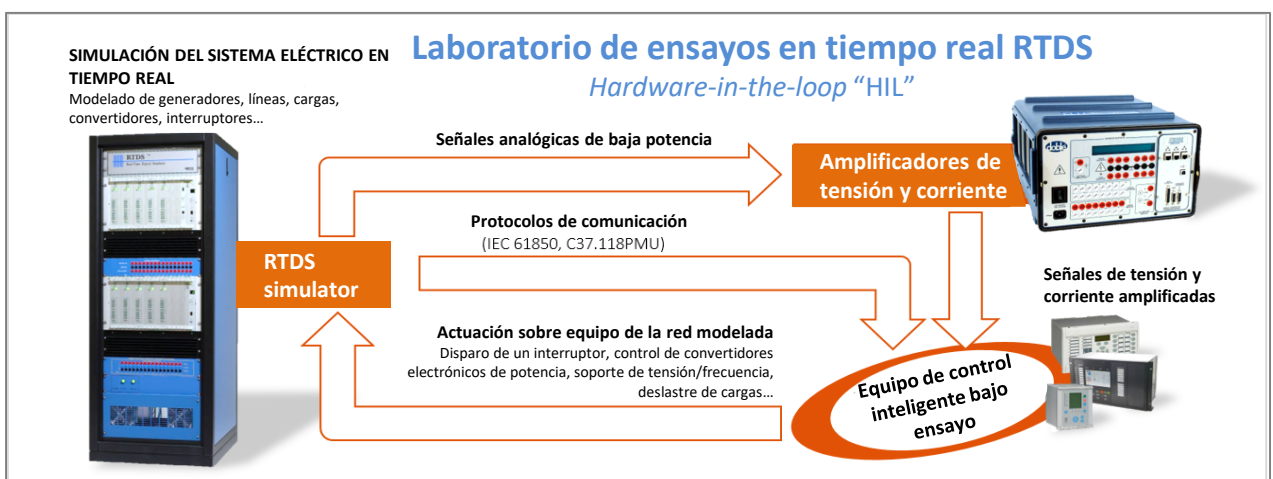 Laboratorio de ensayos en tiempo real RTDS
Hardware-in-the-loop “HIL”
SIMULACIÓN DEL SISTEMA ELÉCTRICO EN
TIEMPO REAL
Modelado de generadores, líneas, cargas,
convertidores, interruptores…
RTDS
Señales analógicas de baja potencia
Amplificadores de
tensión y corriente
doble
Protocolos de comunicación
(IEC 61850, C37.118PMU)
RTDS
simulator
Señales de tensión y
corriente amplificadas
Actuación sobre equipo de la red modelada
Disparo de un interruptor, control de convertidores
electrónicos de potencia, soporte de tensión/frecuencia,
deslastre de cargas…
Equipo de control
inteligente bajo
ensayo